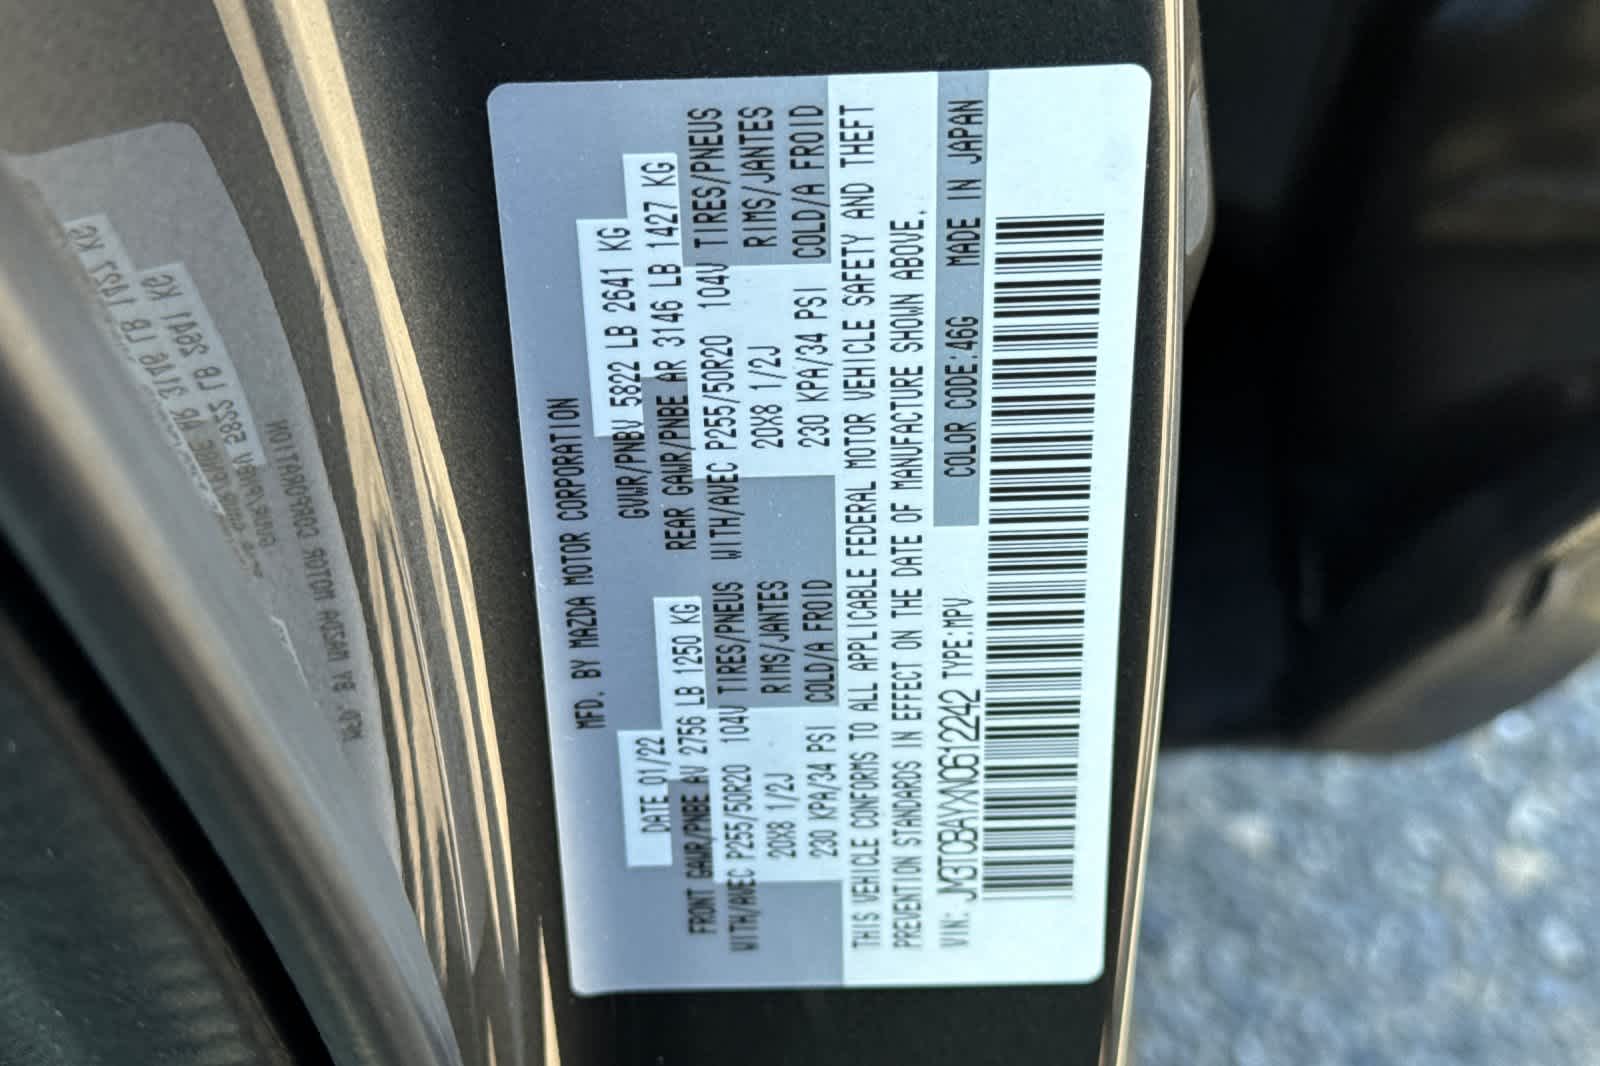 MFD. BY MAZDA MOTOR CORPORATION
DATE 01/22 GVWR/PNBV 5822 LB 2641 KG
FRONT GAWR/PNBE AV 2756 LB 1250 KG REAR GAWR/PNBE AR 3146 LB 1427 KG
WITH/AVEC P255/50R20 104V TIRES/PNEUS WITH/AVEC P255/50R20 104V TIRES/PNEUS
20X8 1/2J RIMS/JANTES 20X8 1/2J RIMS/JANTES
230 KPA/34 PSI COLD/A FROID 230 KPA/34 PSI COLD/A FROID
THIS VEHICLE CONFORMS TO ALL APPLICABLE FEDERAL MOTOR VEHICLE SAFETY AND THEFT
PREVENTION STANDARDS IN EFFECT ON THE DATE OF MANUFACTURE SHOWN ABOVE.
VIN: JM3TCBAYXN0612242 TYPE:MPV COLOR CODE:46G MADE IN JAPAN